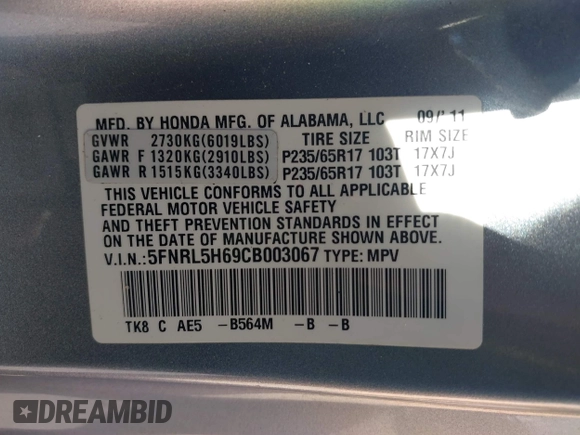 MFD. BY HONDA MFG. OF ALABAMA, LLC 09/'11
GVWR 2730KG(6019LBS) TIRE SIZE RIM SIZE
GAWR F 1320KG(2910LBS) P235/65R17 103T 17X7J
GAWR R 1515KG(3340LBS) P235/65R17 103T 17X7J
THIS VEHICLE CONFORMS TO ALL APPLICABLE
FEDERAL MOTOR VEHICLE SAFETY
AND THEFT PREVENTION STANDARDS IN EFFECT
ON THE DATE OF MANUFACTURE SHOWN ABOVE.
V.I.N.:5FNRL5H69CB003067 TYPE: MPV
TK8 C AE5 -B564M -B -B
DREAMBID